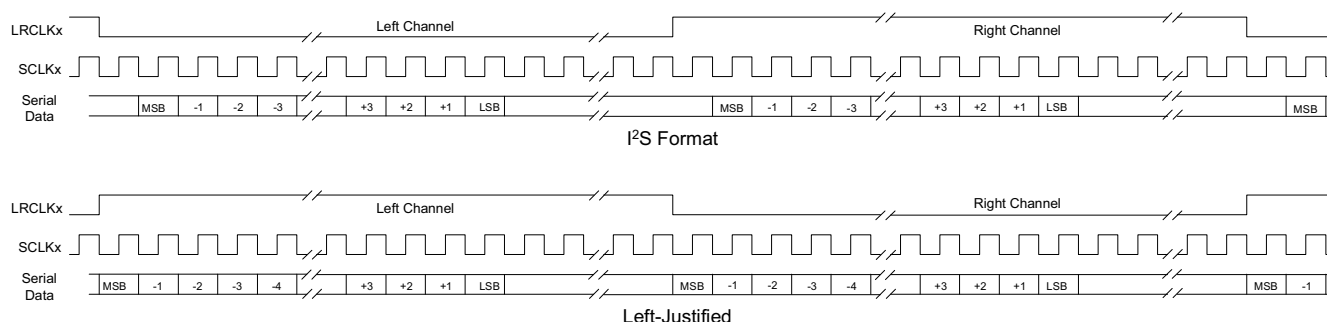 LRCLKx Left Channel Right Channel
SCLKx
Serial Data MSB -1 -2 -3 +3 +2 +1 LSB MSB -1 -2 -3 +3 +2 +1 LSB MSB
I²S Format
LRCLKx Left Channel Right Channel
SCLKx
Serial Data MSB -1 -2 -3 -4 +3 +2 +1 LSB MSB -1 -2 -3 -4 +3 +2 +1 LSB MSB -1
Left-Justified